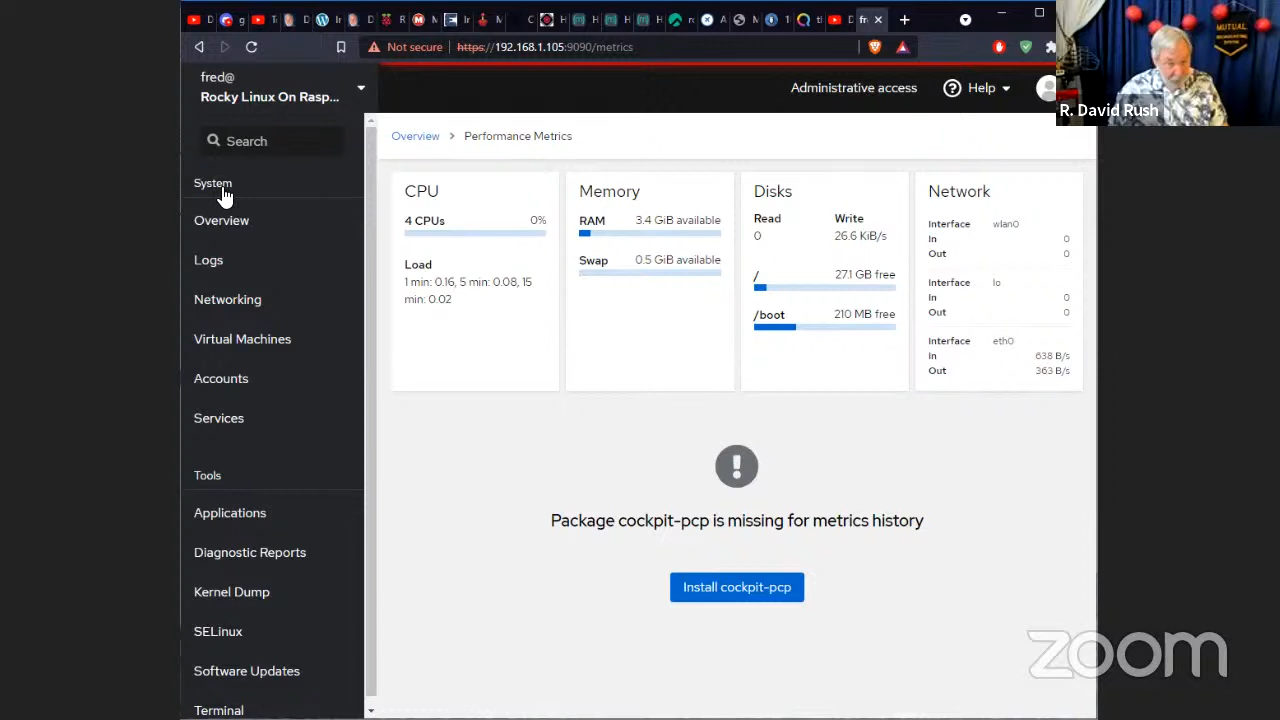 Not secure
https://192.168.1.105:9090/metrics
fred@
Rocky Linux On Rasp...
Search
System
Overview
Logs
Networking
Virtual Machines
Accounts
Services
Tools
Applications
Diagnostic Reports
Kernel Dump
SELinux
Software Updates
Terminal
Administrative access
Help
Overview > Performance Metrics
CPU
4 CPUs 0%
Load
1 min: 0.16, 5 min: 0.08, 15
min: 0.02
Memory
RAM 3.4 GiB available
Swap 0.5 GiB available
Disks
Read Write
0 26.6 KiB/s
/ 27.1 GB free
/boot 210 MB free
Network
Interface wlan0
In 0
Out 0
Interface lo
In 0
Out 0
Interface eth0
In 638 B/s
Out 363 B/s
Package cockpit-pcp is missing for metrics history
Install cockpit-pcp
MUTUAL
BROADCASTING
SYSTEM
R. David Rush
zoom